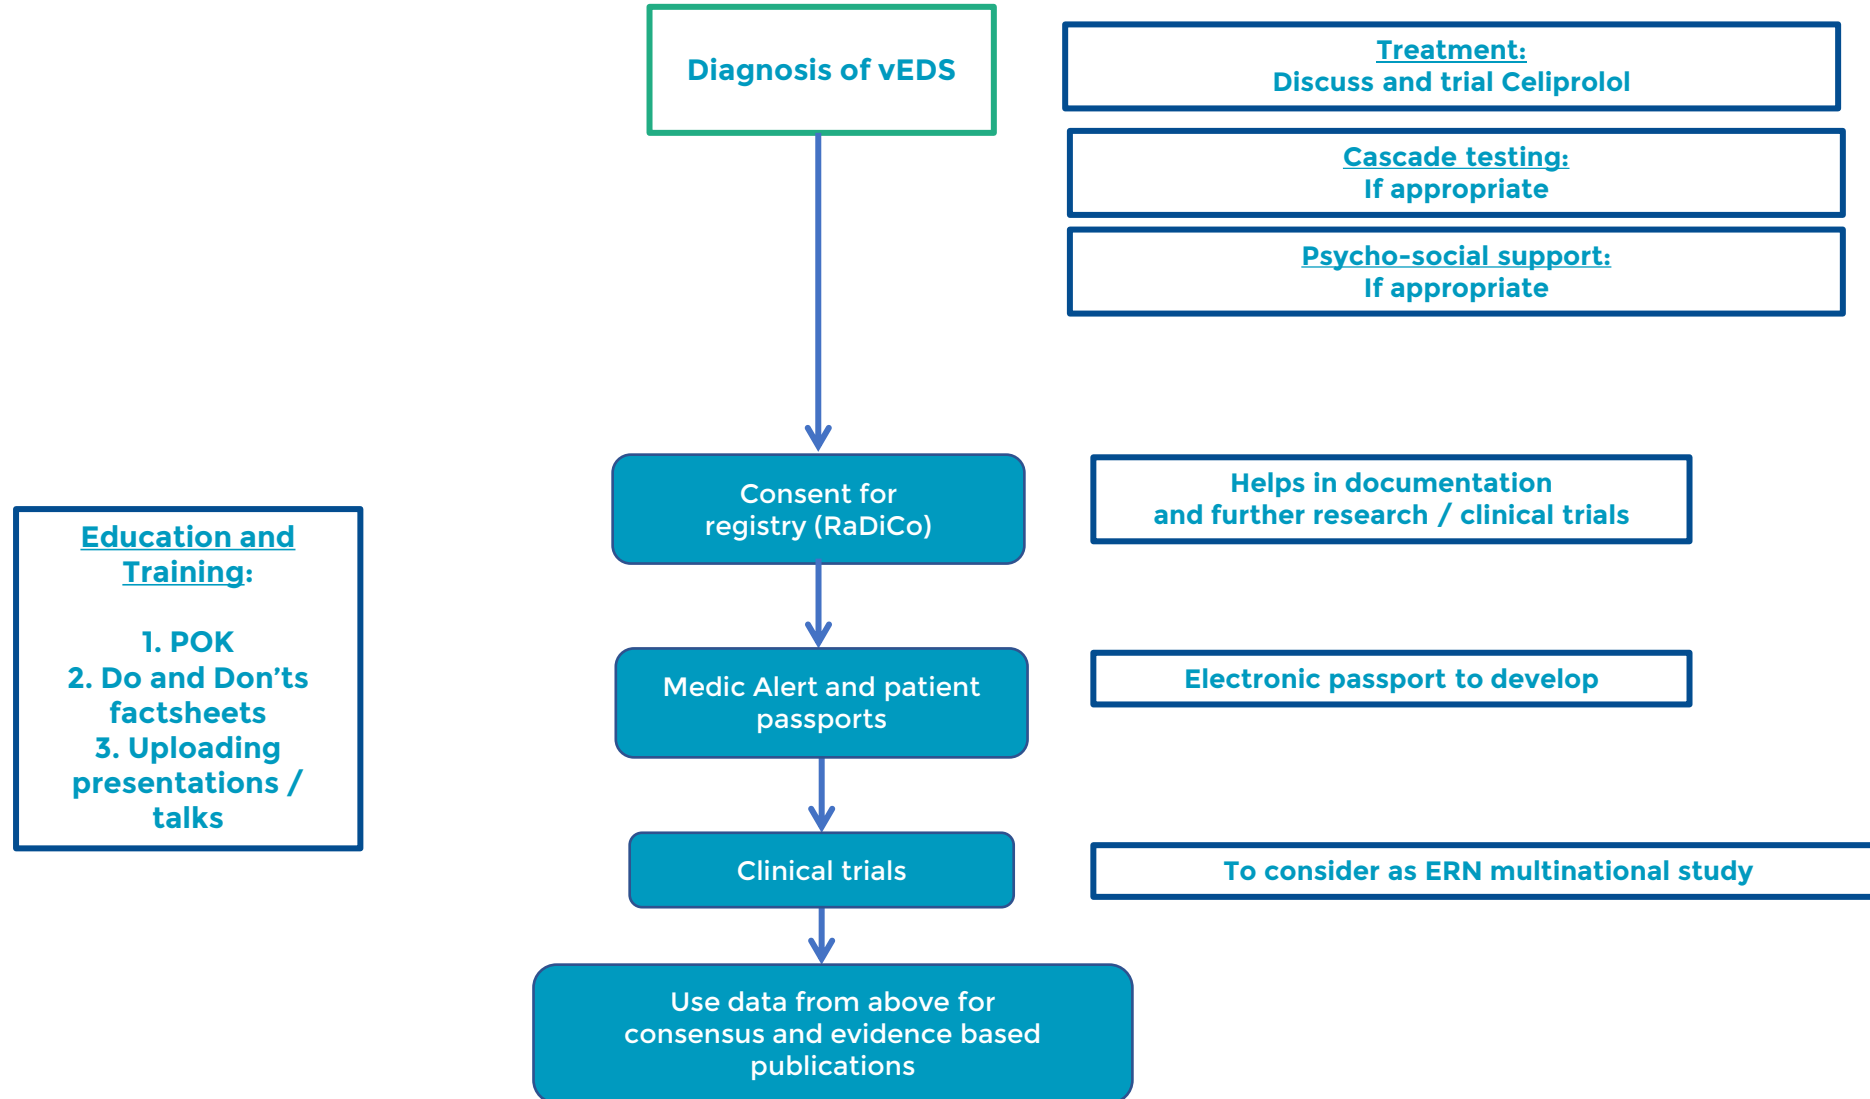 Diagnosis of vEDS
Treatment:
Discuss and trial Celiprolol
Cascade testing:
If appropriate
Psycho-social support:
If appropriate
Consent for
registry (RaDiCo)
Helps in documentation
and further research / clinical trials
Education and
Training:
1. POK
2. Do and Don’ts
factsheets
3. Uploading
presentations /
talks
Medic Alert and patient
passports
Electronic passport to develop
Clinical trials
To consider as ERN multinational study
Use data from above for
consensus and evidence based
publications